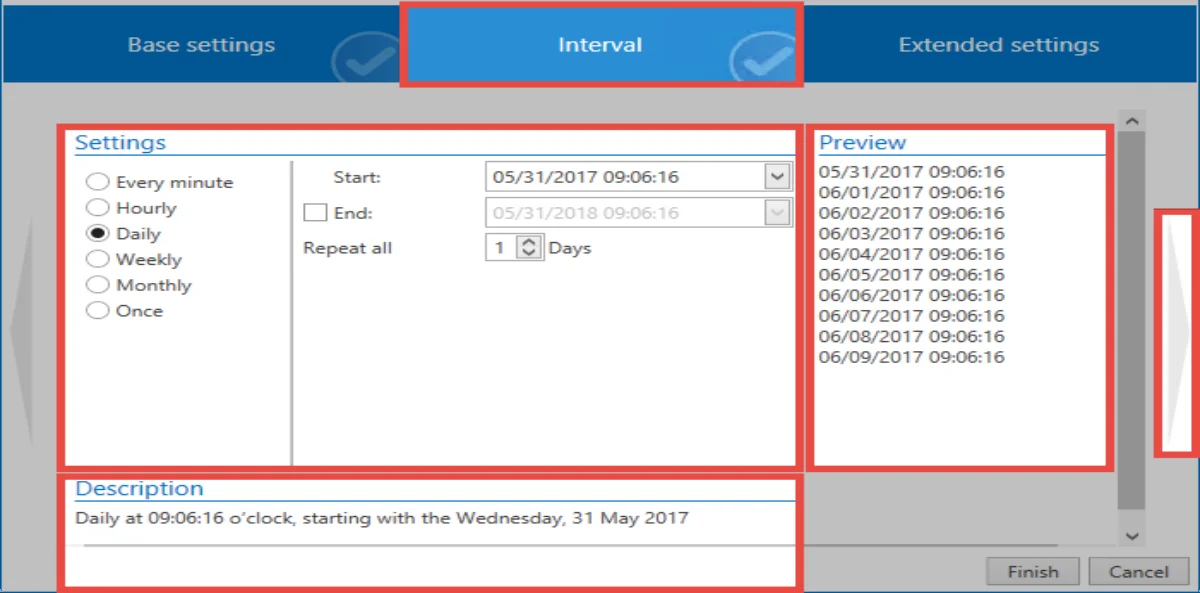 Base settings
Interval
Extended settings
Settings
Every minute
Hourly
Daily
Weekly
Monthly
Once
Start:
05/31/2017 09:06:16
End:
05/31/2018 09:06:16
Repeat all
1
Days
Preview
05/31/2017 09:06:16
06/01/2017 09:06:16
06/02/2017 09:06:16
06/03/2017 09:06:16
06/04/2017 09:06:16
06/05/2017 09:06:16
06/06/2017 09:06:16
06/07/2017 09:06:16
06/08/2017 09:06:16
06/09/2017 09:06:16
Description
Daily at 09:06:16 o'clock, starting with the Wednesday, 31 May 2017
Finish
Cancel